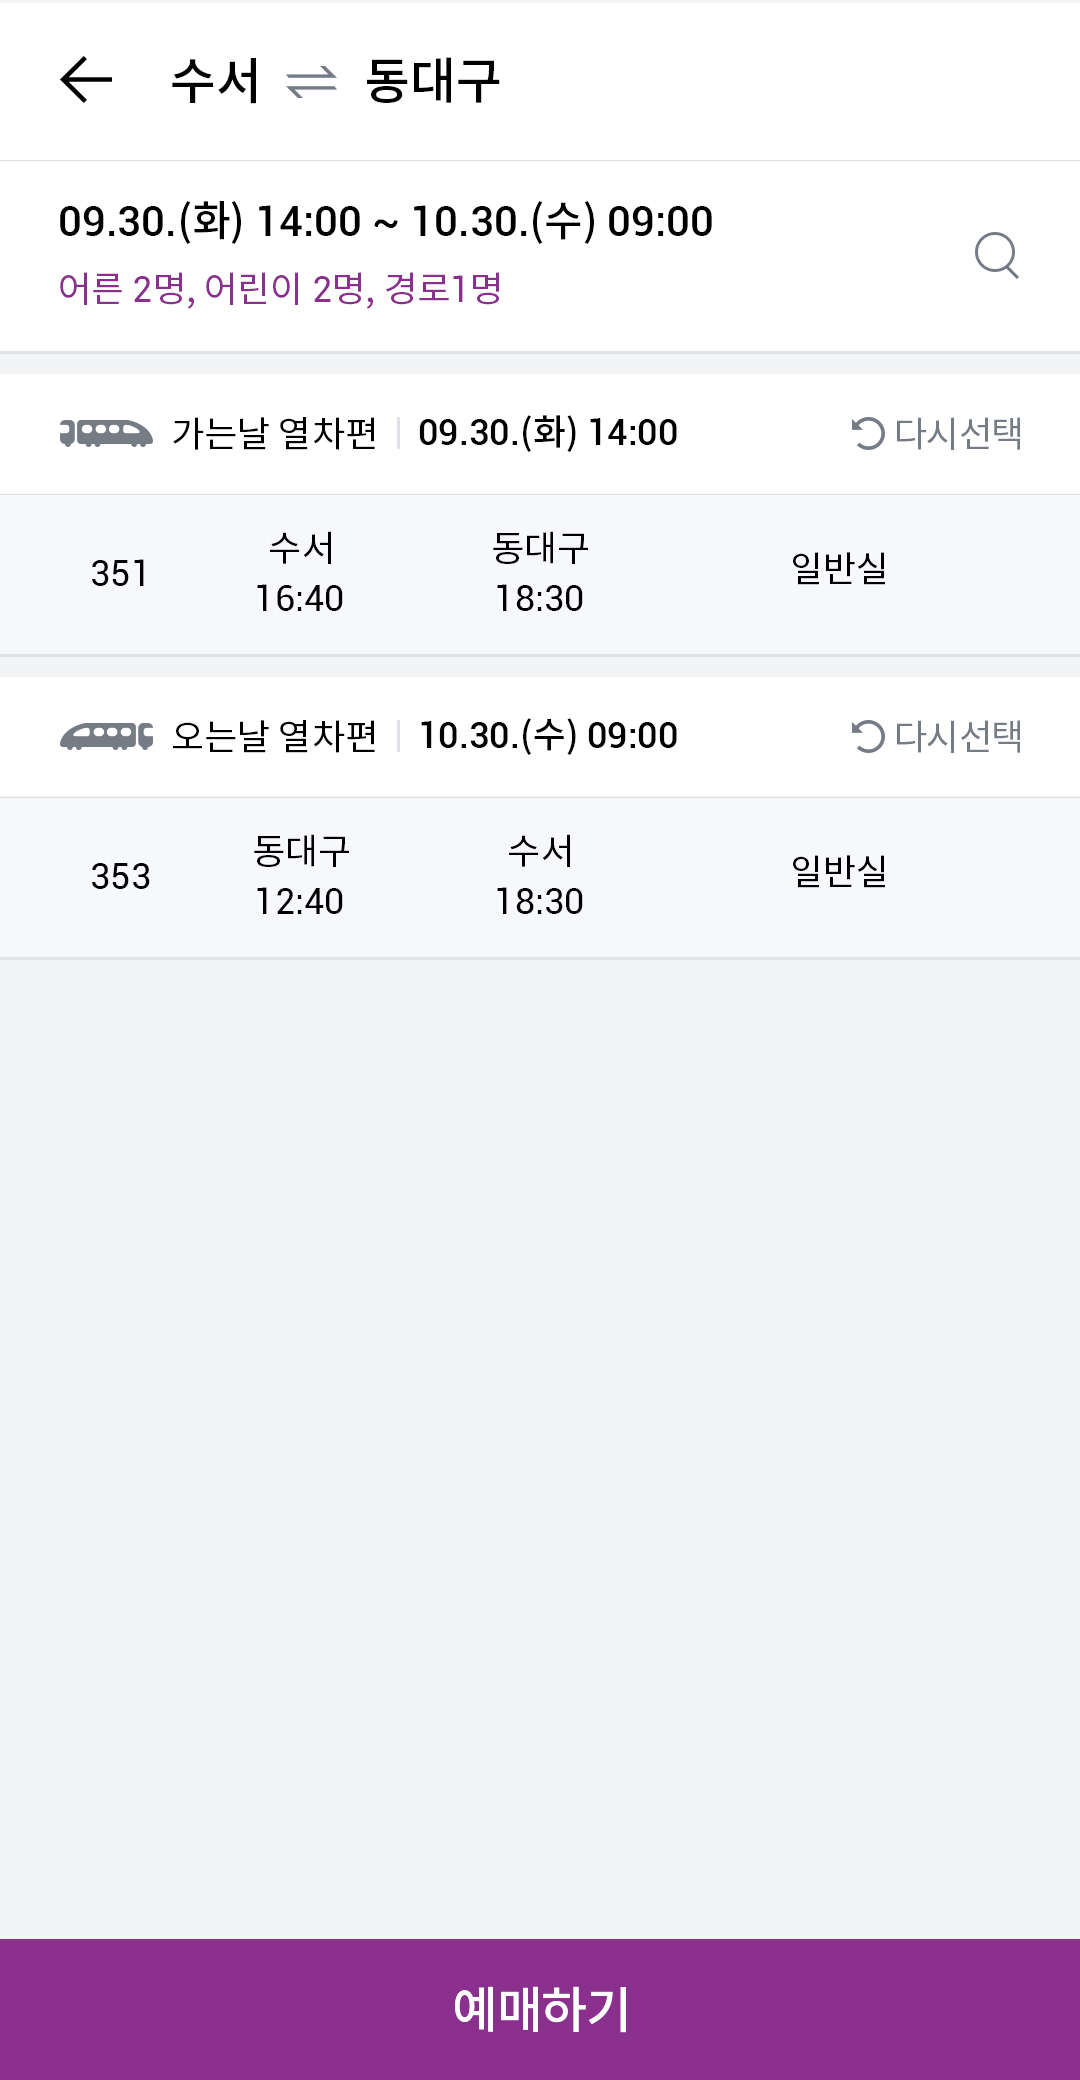 수서 ⇌ 동대구
09.30.(화) 14:00 ~ 10.30.(수) 09:00
어른 2명, 어린이 2명, 경로1명
가는날 열차편 | 09.30.(화) 14:00 다시선택
351 수서 16:40 동대구 18:30 일반실
오는날 열차편 | 10.30.(수) 09:00 다시선택
353 동대구 12:40 수서 18:30 일반실
예매하기